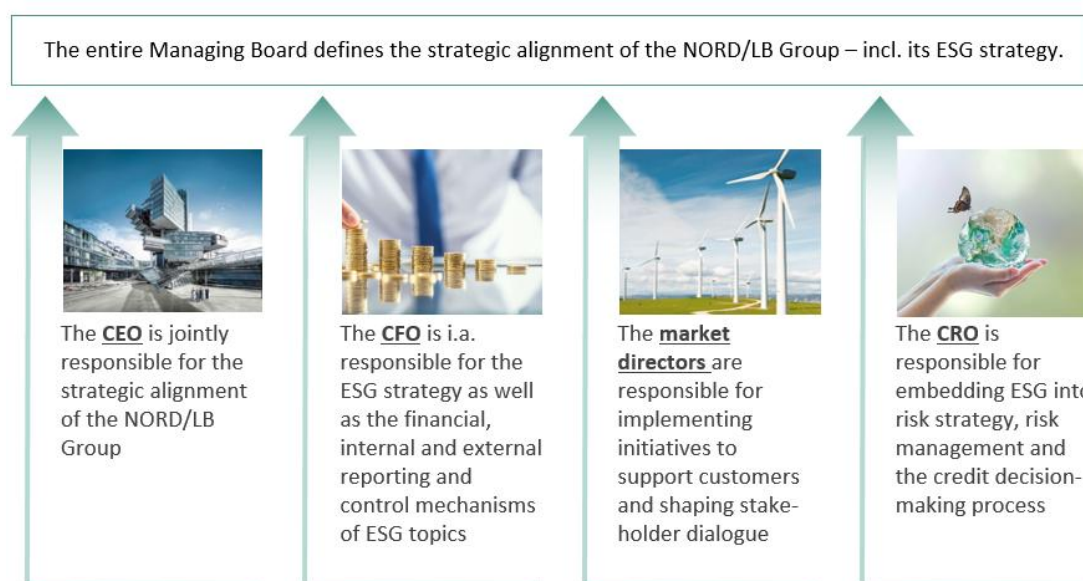 The entire Managing Board defines the strategic alignment of the NORD/LB Group – incl. its ESG strategy.
The CEO is jointly
responsible for the
strategic alignment
of the NORD/LB
Group
The CFO is i.a.
responsible for the
ESG strategy as well
as the financial,
internal and external
reporting and
control mechanisms
of ESG topics
The market
directors are
responsible for
implementing
initiatives to
support customers
and shaping stake-
holder dialogue
The CRO is
responsible for
embedding ESG into
risk strategy, risk
management and
the credit decision-
making process